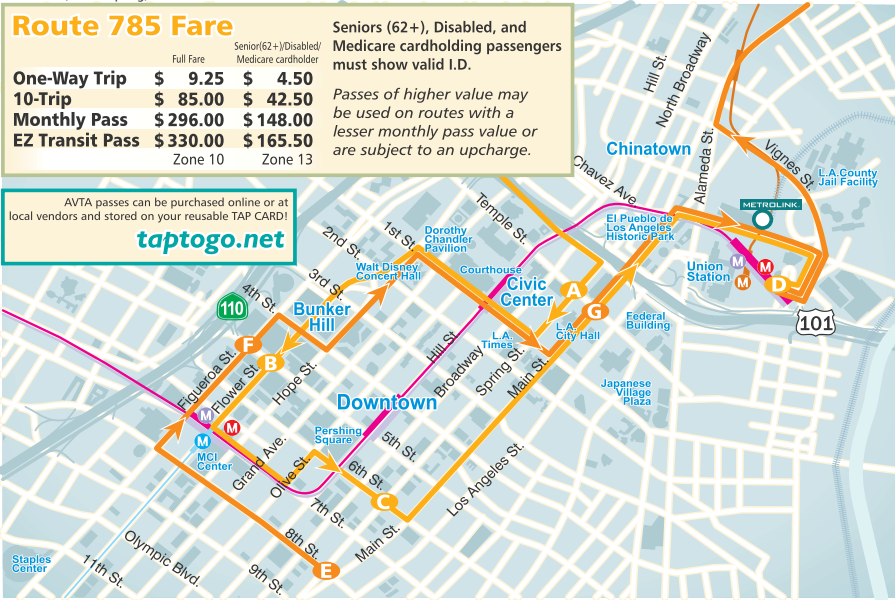 Route 785 Fare
Full Fare
Senior(62+)/Disabled/
Medicare cardholder
One-Way Trip $ 9.25 $ 4.50
10-Trip $ 85.00 $ 42.50
Monthly Pass $ 296.00 $ 148.00
EZ Transit Pass $ 330.00 $ 165.50
Zone 10 Zone 13
Seniors (62+), Disabled, and
Medicare cardholding passengers
must show valid I.D.
Passes of higher value may
be used on routes with a
lesser monthly pass value or
are subject to an upcharge.
AVTA passes can be purchased online or at
local vendors and stored on your reusable TAP CARD!
taptogo.net
Hill St.
North Broadway
Chinatown
Alameda St.
Vignes St.
L.A.County
Jail Facility
Chavez Ave.
METROLINK
Temple St.
El Pueblo de
Los Angeles
Historic Park
Union
Station
M
M
M
D
101
2nd St.
1st St.
Dorothy
Chandler
Pavilion
Walt Disney
Concert Hall
Courthouse
Civic
Center
A
G
3rd St.
4th St.
110
Bunker
Hill
L.A.
Times
L.A.
City Hall
Federal
Building
F
B
Figueroa St.
Flower St.
Hope St.
Hill St.
Broadway
Spring St.
Main St.
Japanese
Village
Plaza
Downtown
M
M
M
MCI
Center
Grand Ave.
Olive St.
Pershing
Square
5th St.
6th St.
C
7th St.
Main St.
Los Angeles St.
8th St.
E
9th St.
Olympic Blvd.
11th St.
Staples
Center